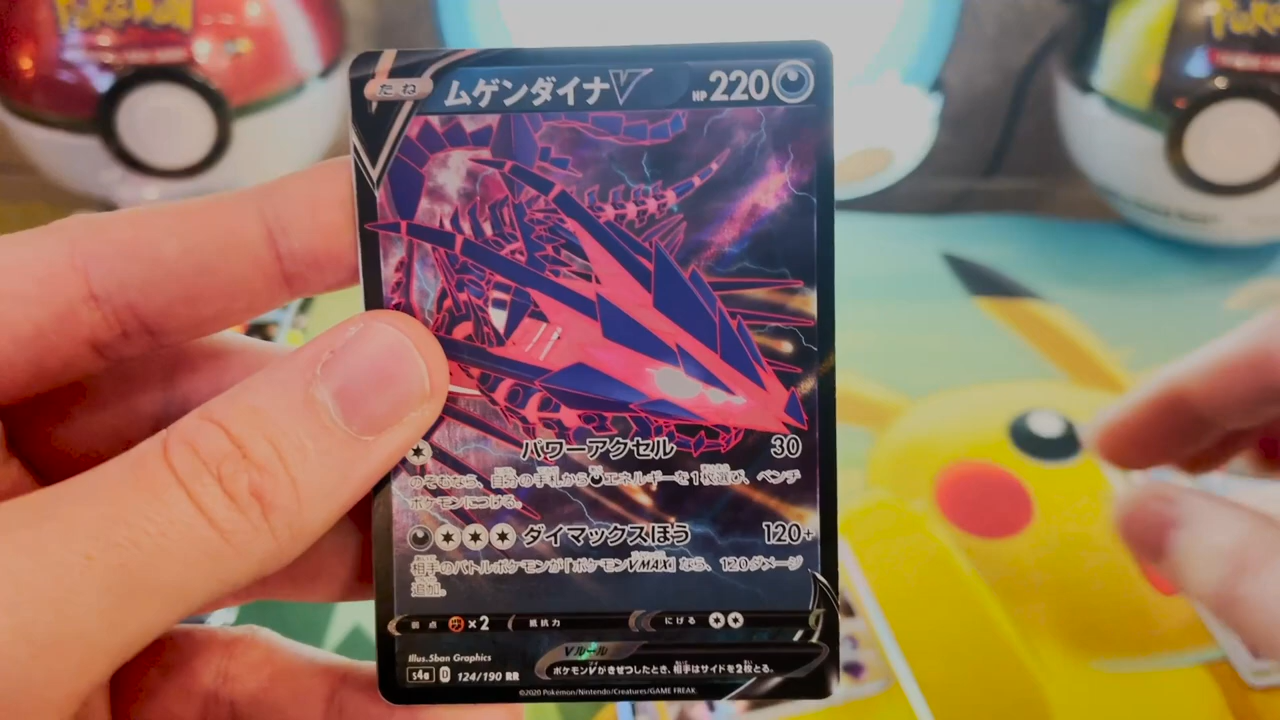 POKEMON
たね ムゲンダイナV HP 220
パワーアクセル 30
のぞむなら、自分の手札からエネルギーを1枚選び、ベンチ
ポケモンにつける。
ダイマックスほう 120+
相手のバトルポケモンが「ポケモンVMAX」なら、120ダメージ
追加。
弱点 ×2 抵抗力 にげる
Vルール
ポケモンVがきぜつしたとき、相手はサイドを2枚とる。
Illus.5ban Graphics
s4a D 124/190 RR
©2020 Pokémon/Nintendo/Creatures/GAME FREAK